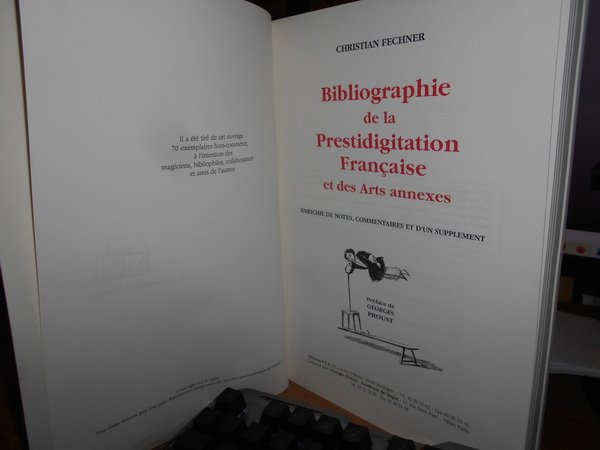 Il a été tiré de cet ouvrage
70 exemplaires hors-commerce,
à l'intention des
magiciens, bibliophiles, collaborateurs
et amis de l'auteur
CHRISTIAN FECHNER
Bibliographie
de la
Prestidigitation
Française
et des Arts annexes
ENRICHIE DE NOTES, COMMENTAIRES ET D'UN SUPPLEMENT
Préface de
GEORGES
PROUST